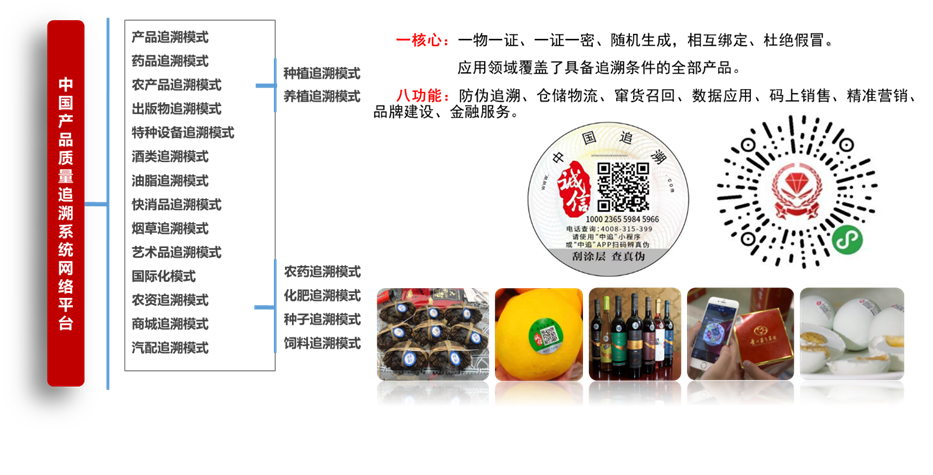 中国产品质量追溯系统网络平台
产品追溯模式
药品追溯模式
农产品追溯模式
出版物追溯模式
特种设备追溯模式
酒类追溯模式
油脂追溯模式
快消品追溯模式
烟草追溯模式
艺术品追溯模式
国际化模式
农资追溯模式
商城追溯模式
汽配追溯模式
种植追溯模式
养植追溯模式
农药追溯模式
化肥追溯模式
种子追溯模式
饲料追溯模式
一核心：一物一证、一证一密、随机生成，相互绑定、杜绝假冒。
应用领域覆盖了具备追溯条件的全部产品。
八功能：防伪追溯、仓储物流、窜货召回、数据应用、码上销售、精准营销、
品牌建设、金融服务。
中国追溯
www.
.com
诚信
1000 2365 5984 5966
电话查询:4008-315-399
请使用"中追"小程序
或"中追"APP扫码辨真伪
刮涂层 查真伪